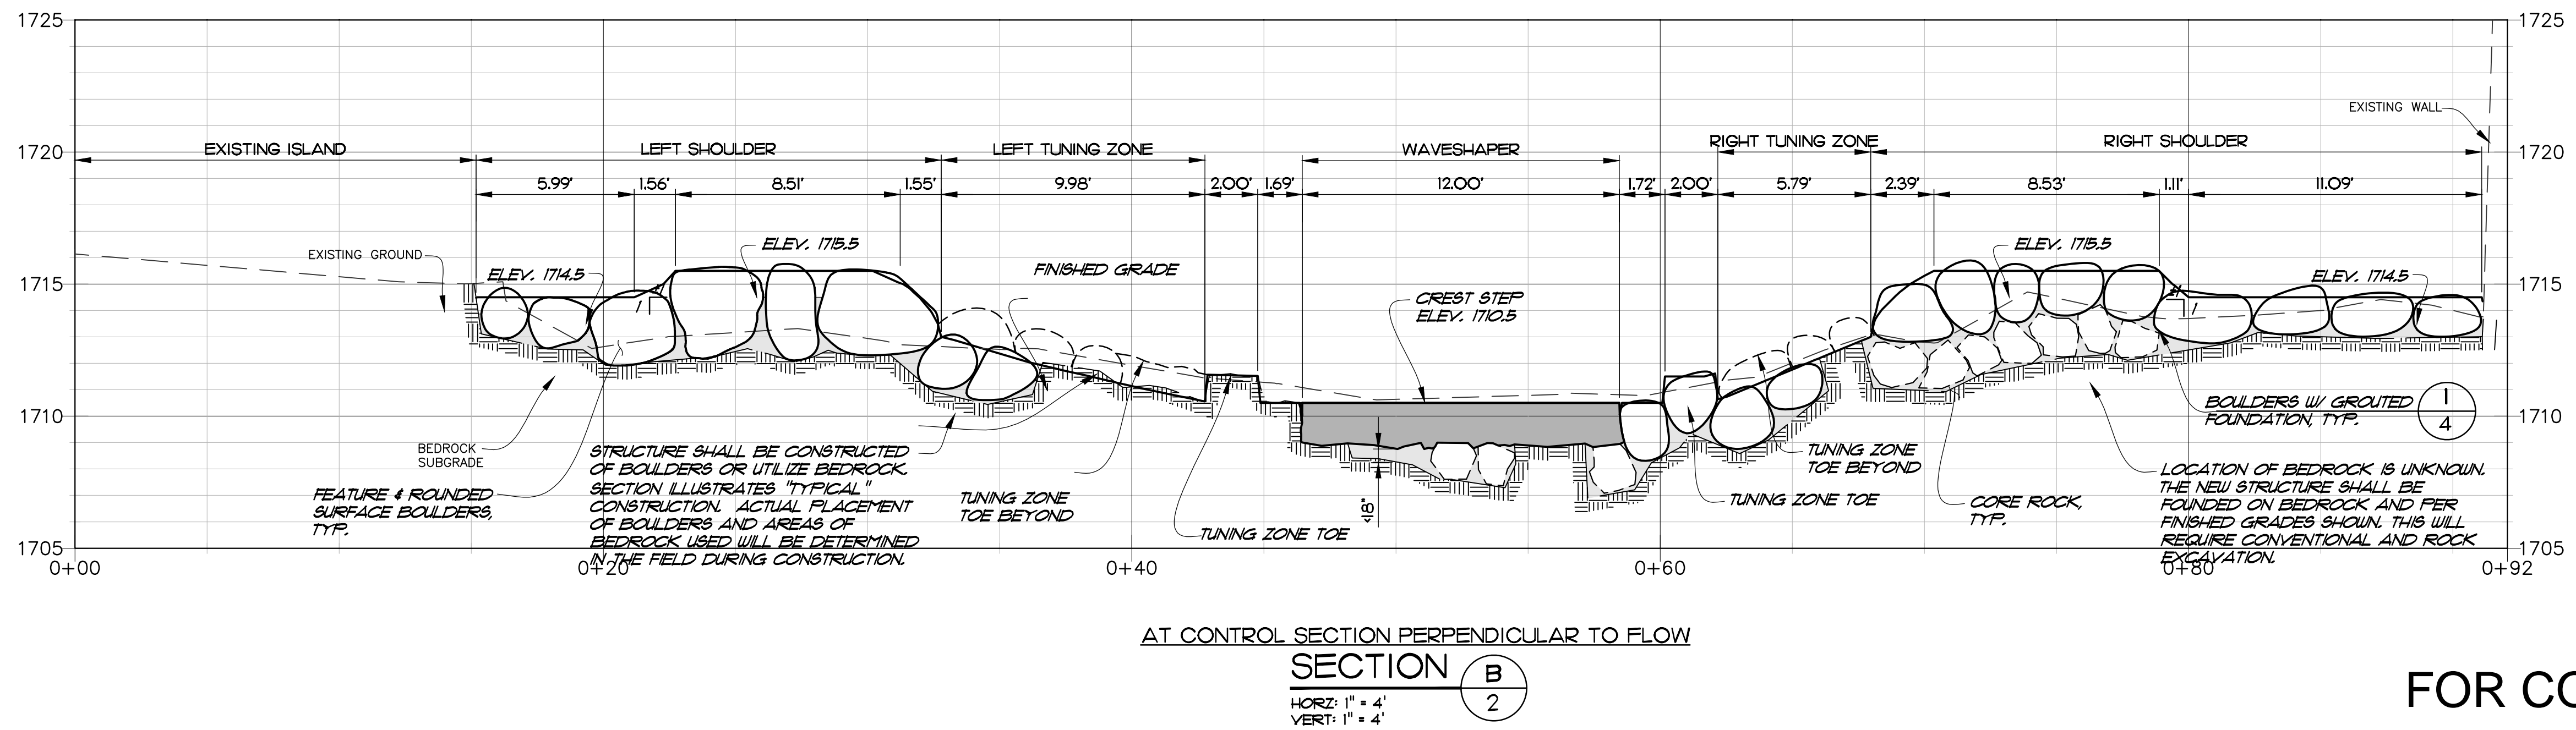 1725
1725
EXISTING WALL
1720
EXISTING ISLAND
LEFT SHOULDER
LEFT TUNING ZONE
WAVESHAPER
RIGHT TUNING ZONE
RIGHT SHOULDER
1720
5.99'
1.56'
8.51'
1.55'
9.98'
2.00'
1.69'
12.00'
1.72'
2.00'
5.79'
2.39'
8.53'
1.11'
11.09'
EXISTING GROUND
ELEV. 1714.5
ELEV. 1715.5
FINISHED GRADE
CREST STEP
ELEV. 1710.5
ELEV. 1715.5
ELEV. 1714.5
1715
1715
1
1
1
1
1710
1710
BEDROCK
SUBGRADE
FEATURE & ROUNDED
SURFACE BOULDERS,
TYP.
STRUCTURE SHALL BE CONSTRUCTED
OF BOULDERS OR UTILIZE BEDROCK.
SECTION ILLUSTRATES "TYPICAL"
CONSTRUCTION. ACTUAL PLACEMENT
OF BOULDERS AND AREAS OF
BEDROCK USED WILL BE DETERMINED
IN THE FIELD DURING CONSTRUCTION.
TUNING ZONE
TOE BEYOND
TUNING ZONE TOE
<18"
TUNING ZONE
TOE BEYOND
TUNING ZONE TOE
CORE ROCK,
TYP.
BOULDERS W/ GROUTED
FOUNDATION, TYP.
1
4
LOCATION OF BEDROCK IS UNKNOWN.
THE NEW STRUCTURE SHALL BE
FOUNDED ON BEDROCK AND PER
FINISHED GRADES SHOWN. THIS WILL
REQUIRE CONVENTIONAL AND ROCK
EXCAVATION.
1705
1705
0+00
0+20
0+40
0+60
0+80
0+92
AT CONTROL SECTION PERPENDICULAR TO FLOW
SECTION
B
2
HORZ: 1" = 4'
VERT: 1" = 4'
FOR CO